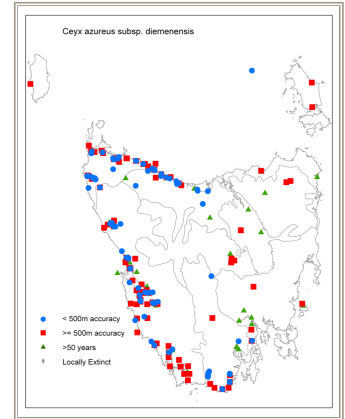 Ceyx azureus subsp. diemenensis
< 500m accuracy
>= 500m accuracy
>50 years
Locally Extinct